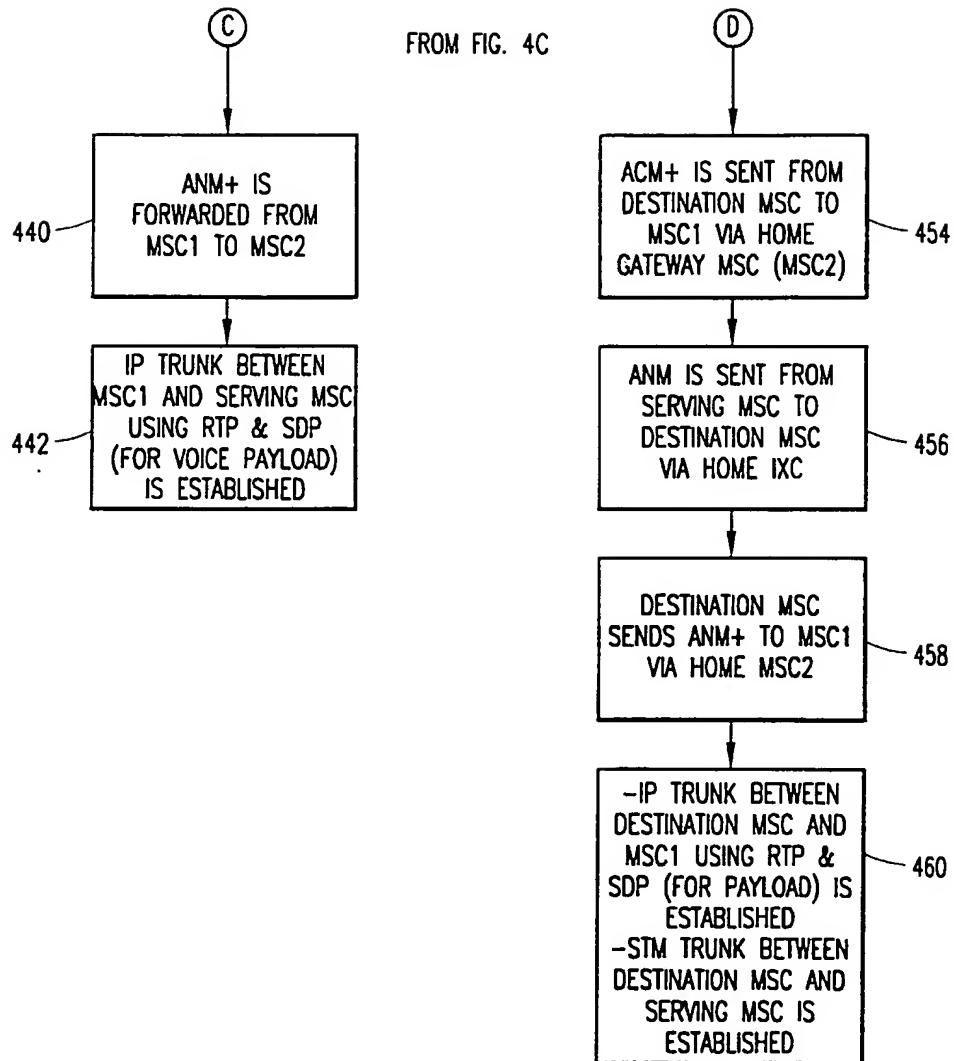 C
FROM FIG. 4C
D
ANM+ IS
FORWARDED FROM
MSC1 TO MSC2
440
IP TRUNK BETWEEN
MSC1 AND SERVING MSC
USING RTP & SDP
(FOR VOICE PAYLOAD)
IS ESTABLISHED
442
ACM+ IS SENT FROM
DESTINATION MSC TO
MSC1 VIA HOME
GATEWAY MSC (MSC2)
454
ANM IS SENT FROM
SERVING MSC TO
DESTINATION MSC
VIA HOME IXC
456
DESTINATION MSC
SENDS ANM+ TO MSC1
VIA HOME MSC2
458
-IP TRUNK BETWEEN
DESTINATION MSC AND
MSC1 USING RTP &
SDP (FOR PAYLOAD) IS
ESTABLISHED
-STM TRUNK BETWEEN
DESTINATION MSC AND
SERVING MSC IS
ESTABLISHED
460